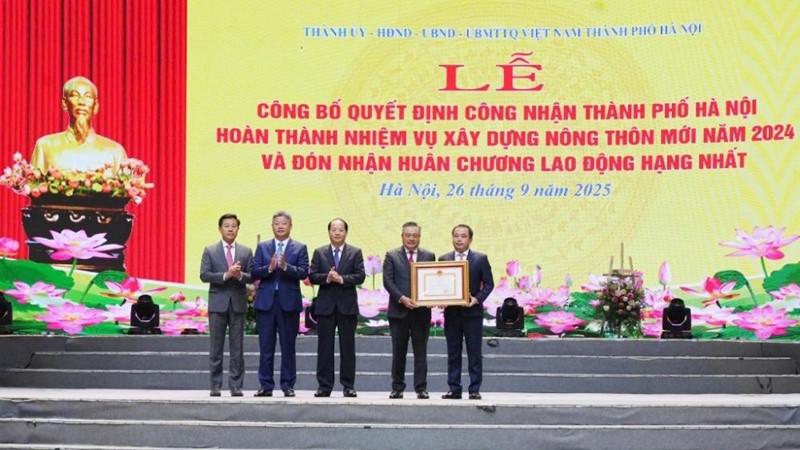 THÀNH ỦY - HĐND - UBND - UBMTTQ VIỆT NAM THÀNH PHỐ HÀ NỘI
LỄ
CÔNG BỐ QUYẾT ĐỊNH CÔNG NHẬN THÀNH PHỐ HÀ NỘI
HOÀN THÀNH NHIỆM VỤ XÂY DỰNG NÔNG THÔN MỚI NĂM 2024
VÀ ĐÓN NHẬN HUÂN CHƯƠNG LAO ĐỘNG HẠNG NHẤT
Hà Nội, 26 tháng 9 năm 2025